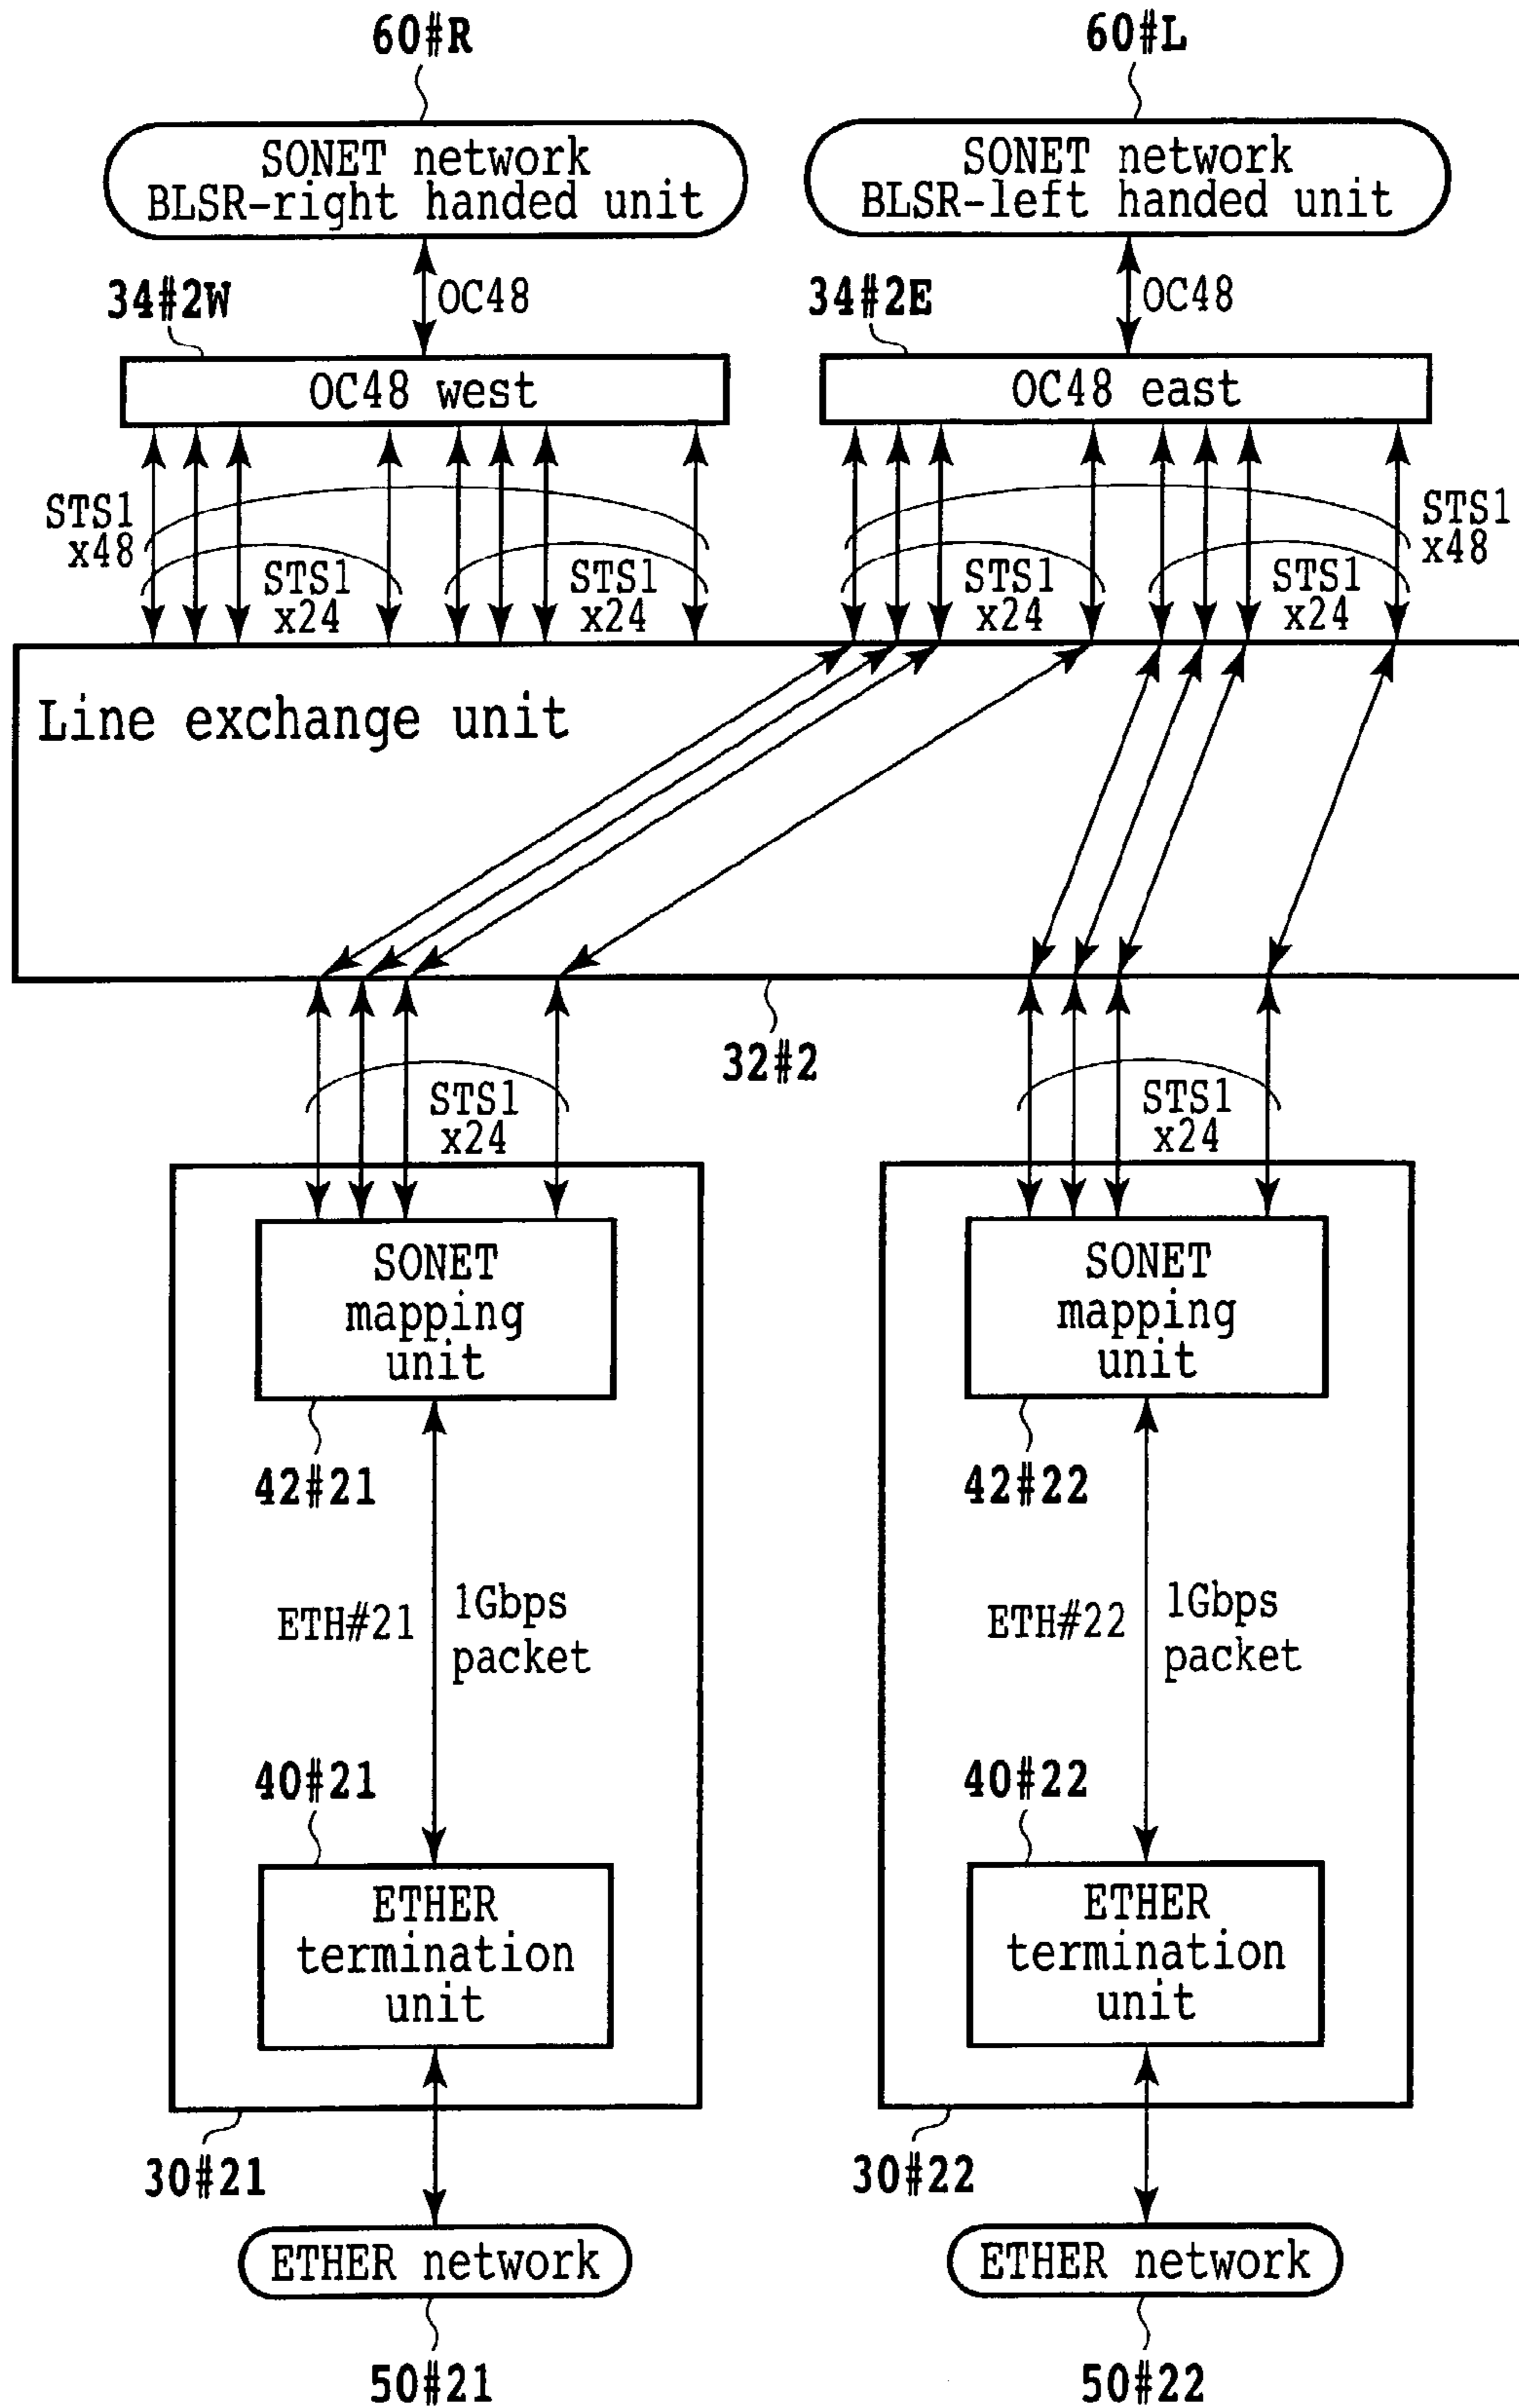 60#R
60#L
SONET network
BLSR-right handed unit
SONET network
BLSR-left handed unit
34#2W
OC48
34#2E
OC48
OC48 west
OC48 east
STS1
x48
STS1
x24
STS1
x24
STS1
x24
STS1
x24
STS1
x48
Line exchange unit
32#2
STS1
x24
STS1
x24
SONET
mapping
unit
SONET
mapping
unit
42#21
42#22
ETH#21
1Gbps
packet
ETH#22
1Gbps
packet
40#21
40#22
ETHER
termination
unit
ETHER
termination
unit
30#21
30#22
ETHER network
ETHER network
50#21
50#22